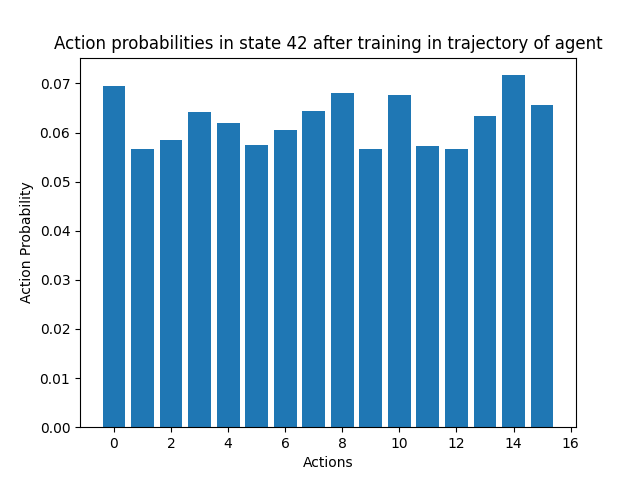 Action probabilities in state 42 after training in trajectory of agent
0.07
0.06
0.05
0.04
0.03
0.02
0.01
0.00
Action Probability
0 2 4 6 8 10 12 14 16
Actions